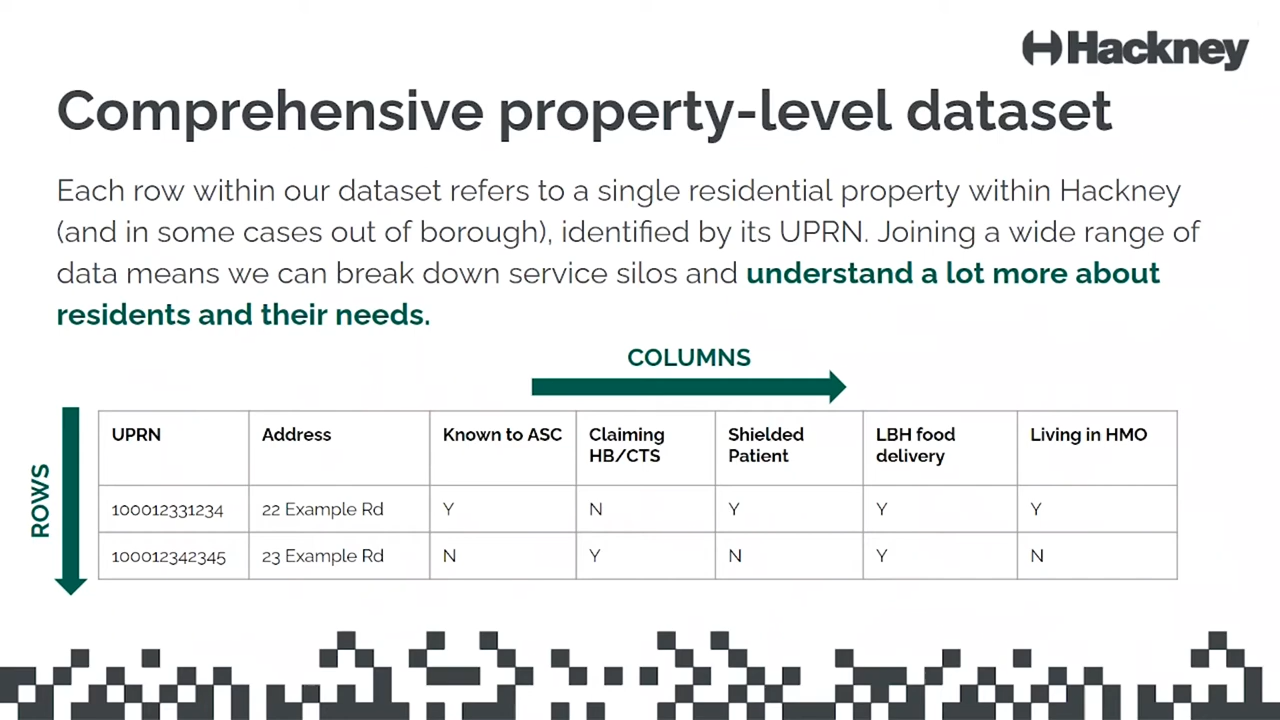 Hackney
Comprehensive property-level dataset
Each row within our dataset refers to a single residential property within Hackney
(and in some cases out of borough), identified by its UPRN. Joining a wide range of
data means we can break down service silos and understand a lot more about
residents and their needs.
COLUMNS
ROWS
UPRN Address Known to ASC Claiming HB/CTS Shielded Patient LBH food delivery Living in HMO
100012331234 22 Example Rd Y N Y Y Y
100012342345 23 Example Rd N Y N Y N